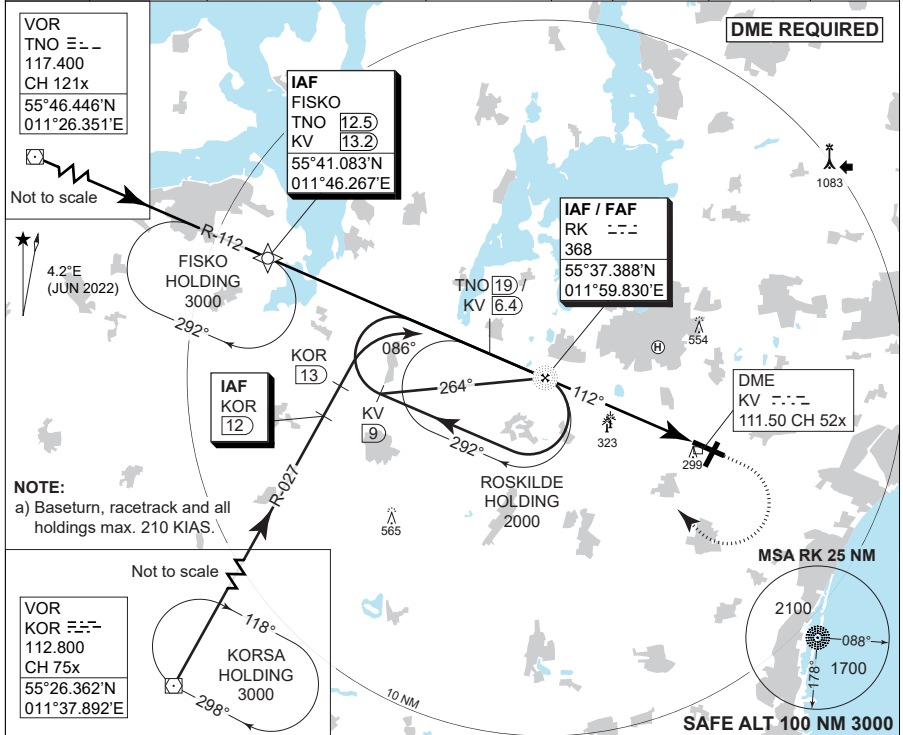 VOR
TNO
117.400
CH 121x
55°46.446'N
011°26.351'E
Not to scale
DME REQUIRED
IAF
FISKO
TNO 12.5
KV 13.2
55°41.083'N
011°46.267'E
1083
R-112
4.2°E
(JUN 2022)
FISKO
HOLDING
3000
292°
IAF / FAF
RK
368
55°37.388'N
011°59.830'E
TNO 19 /
KV 6.4
554
H
086°
KOR
13
264°
112°
IAF
KOR
12
KV
9
292°
323
DME
KV
111.50 CH 52x
299
ROSKILDE
HOLDING
2000
R-027
NOTE:
a) Baseturn, racetrack and all
holdings max. 210 KIAS.
565
Not to scale
MSA RK 25 NM
2100
088°
1700
178°
VOR
KOR
112.800
CH 75x
55°26.362'N
011°37.892'E
118°
KORSA
HOLDING
3000
298°
10 NM
SAFE ALT 100 NM 3000